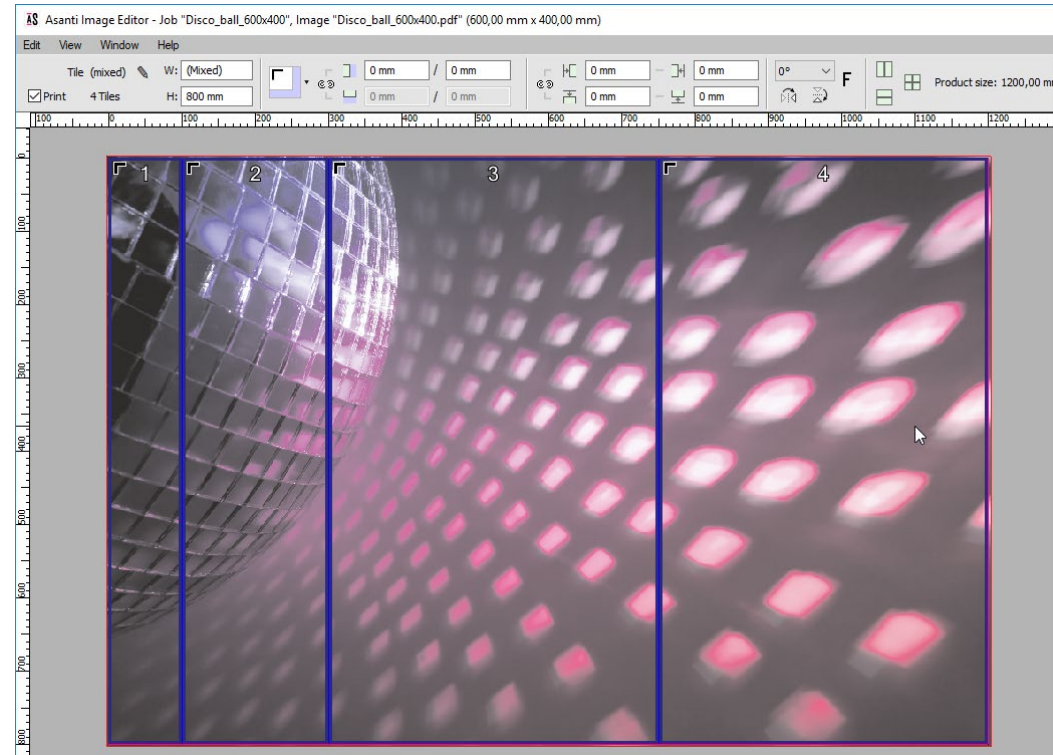 Asanti Image Editor - Job "Disco_ball_600x400", Image "Disco_ball_600x400.pdf" (600,00 mm x 400,00 mm)
Edit View Window Help
Tile (mixed) W: (Mixed) 0 mm / 0 mm 0 mm 0 mm 0° F Product size: 1200,00 m
Print 4 Tiles H: 800 mm 0 mm / 0 mm 0 mm 0 mm
100 0 100 200 300 400 500 600 700 800 900 1000 1100 1200
0
1 2 3 4
100
200
300
400
500
600
700
800